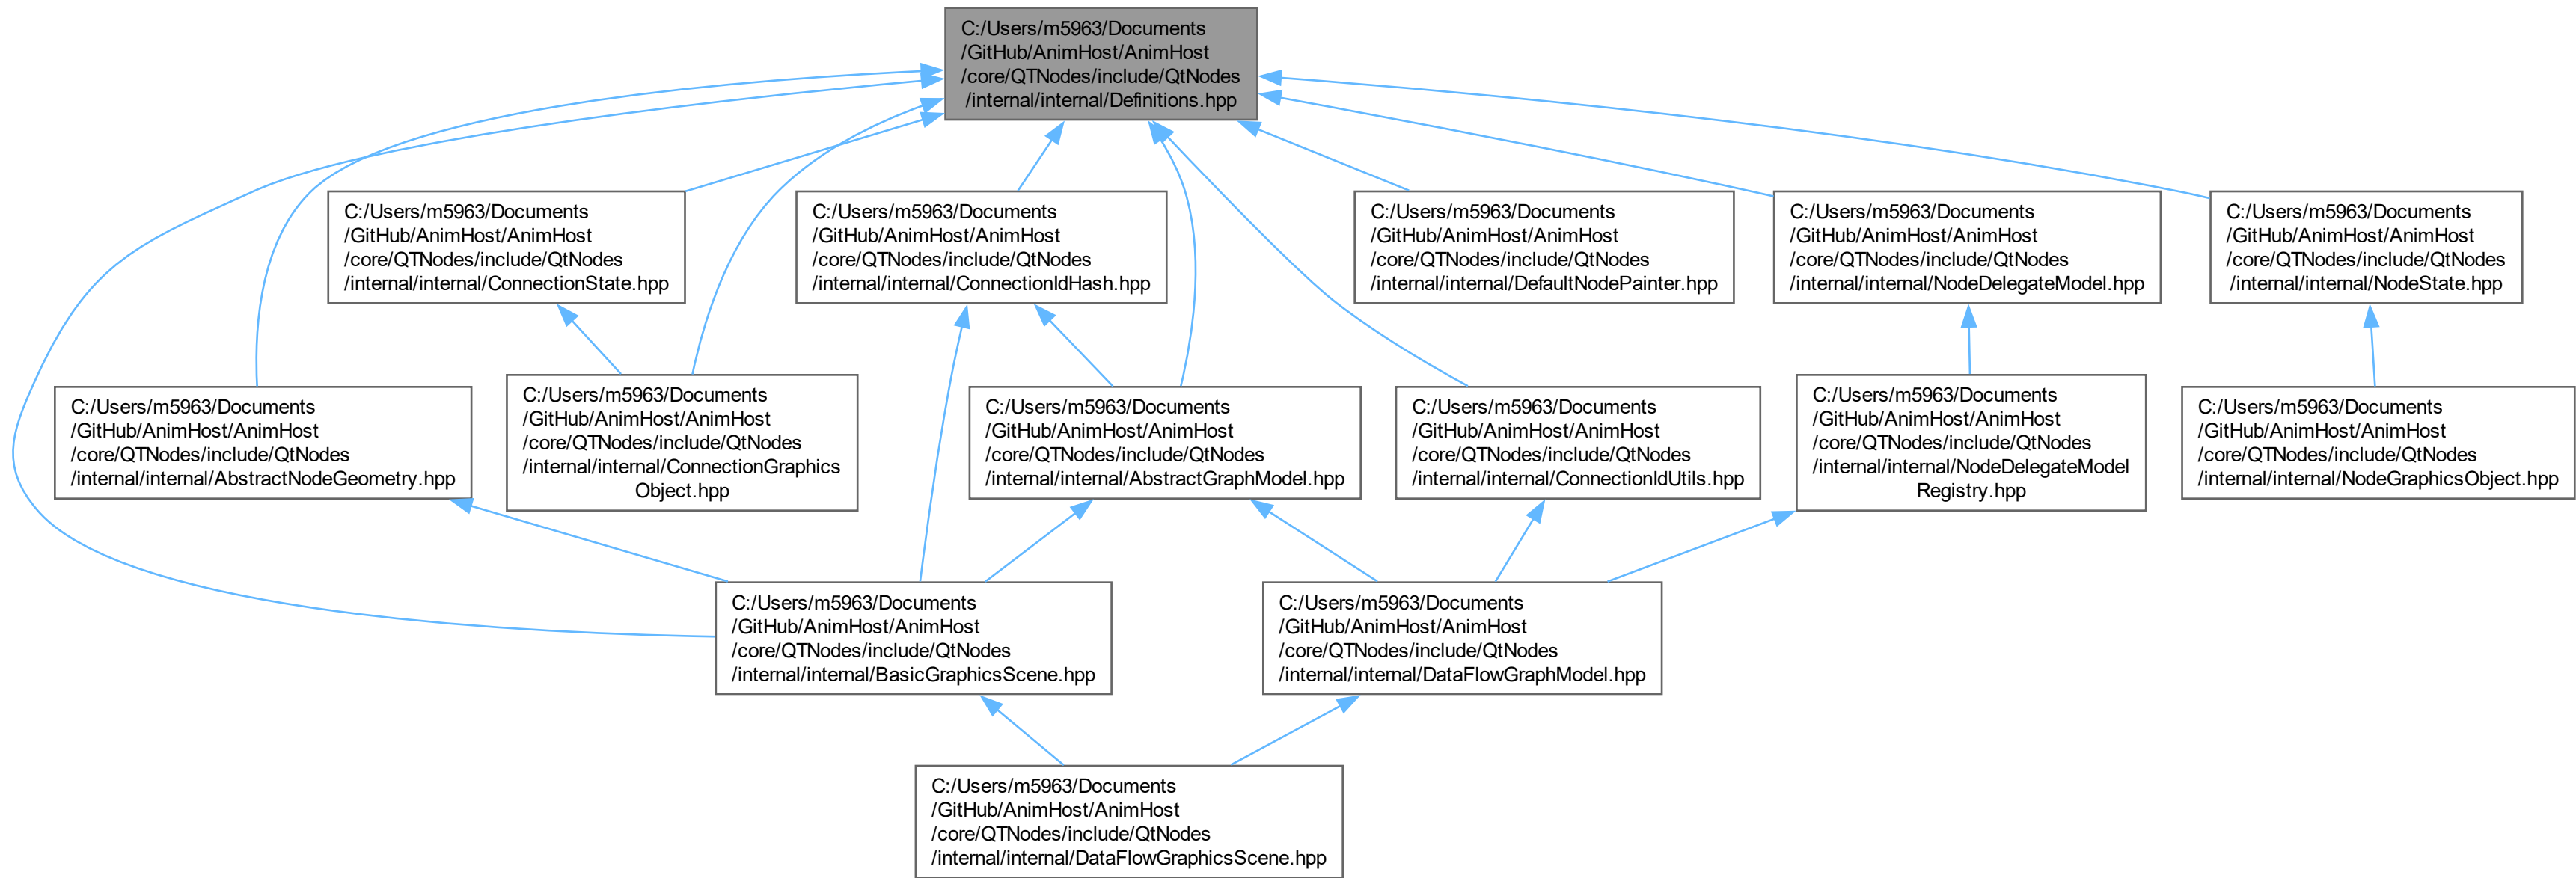 C:/Users/m5963/Documents
/GitHub/AnimHost/AnimHost
/core/QTNodes/include/QtNodes
/internal/internal/Definitions.hpp
C:/Users/m5963/Documents
/GitHub/AnimHost/AnimHost
/core/QTNodes/include/QtNodes
/internal/internal/ConnectionState.hpp
C:/Users/m5963/Documents
/GitHub/AnimHost/AnimHost
/core/QTNodes/include/QtNodes
/internal/internal/ConnectionIdHash.hpp
C:/Users/m5963/Documents
/GitHub/AnimHost/AnimHost
/core/QTNodes/include/QtNodes
/internal/internal/DefaultNodePainter.hpp
C:/Users/m5963/Documents
/GitHub/AnimHost/AnimHost
/core/QTNodes/include/QtNodes
/internal/internal/NodeDelegateModel.hpp
C:/Users/m5963/Documents
/GitHub/AnimHost/AnimHost
/core/QTNodes/include/QtNodes
/internal/internal/NodeState.hpp
C:/Users/m5963/Documents
/GitHub/AnimHost/AnimHost
/core/QTNodes/include/QtNodes
/internal/internal/AbstractNodeGeometry.hpp
C:/Users/m5963/Documents
/GitHub/AnimHost/AnimHost
/core/QTNodes/include/QtNodes
/internal/internal/ConnectionGraphics
Object.hpp
C:/Users/m5963/Documents
/GitHub/AnimHost/AnimHost
/core/QTNodes/include/QtNodes
/internal/internal/AbstractGraphModel.hpp
C:/Users/m5963/Documents
/GitHub/AnimHost/AnimHost
/core/QTNodes/include/QtNodes
/internal/internal/ConnectionIdUtils.hpp
C:/Users/m5963/Documents
/GitHub/AnimHost/AnimHost
/core/QTNodes/include/QtNodes
/internal/internal/NodeDelegateModel
Registry.hpp
C:/Users/m5963/Documents
/GitHub/AnimHost/AnimHost
/core/QTNodes/include/QtNodes
/internal/internal/NodeGraphicsObject.hpp
C:/Users/m5963/Documents
/GitHub/AnimHost/AnimHost
/core/QTNodes/include/QtNodes
/internal/internal/BasicGraphicsScene.hpp
C:/Users/m5963/Documents
/GitHub/AnimHost/AnimHost
/core/QTNodes/include/QtNodes
/internal/internal/DataFlowGraphModel.hpp
C:/Users/m5963/Documents
/GitHub/AnimHost/AnimHost
/core/QTNodes/include/QtNodes
/internal/internal/DataFlowGraphicsScene.hpp